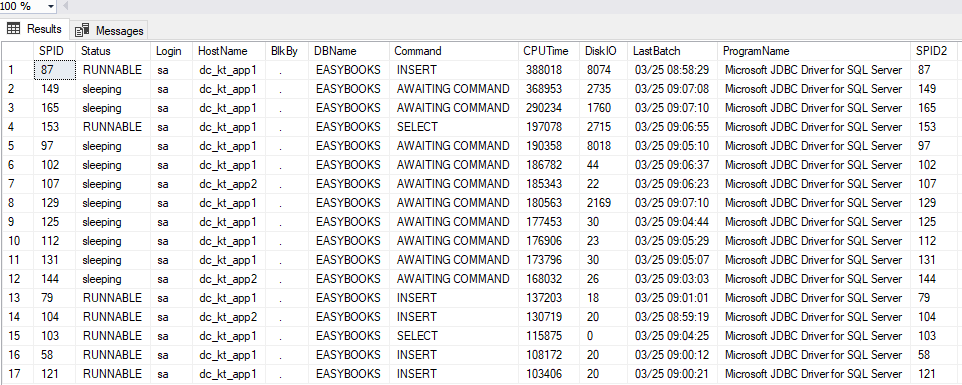 100 %
Results Messages
SPID Status Login HostName BlkBy DBName Command CPUTime DiskIO LastBatch ProgramName SPID2
1 87 RUNNABLE sa dc_kt_app1 . EASYBOOKS INSERT 388018 8074 03/25 08:58:29 Microsoft JDBC Driver for SQL Server 87
2 149 sleeping sa dc_kt_app1 . EASYBOOKS AWAITING COMMAND 368953 2735 03/25 09:07:08 Microsoft JDBC Driver for SQL Server 149
3 165 sleeping sa dc_kt_app1 . EASYBOOKS AWAITING COMMAND 290234 1760 03/25 09:07:10 Microsoft JDBC Driver for SQL Server 165
4 153 RUNNABLE sa dc_kt_app1 . EASYBOOKS SELECT 197078 2715 03/25 09:06:55 Microsoft JDBC Driver for SQL Server 153
5 97 sleeping sa dc_kt_app1 . EASYBOOKS AWAITING COMMAND 190358 8018 03/25 09:05:10 Microsoft JDBC Driver for SQL Server 97
6 102 sleeping sa dc_kt_app1 . EASYBOOKS AWAITING COMMAND 186782 44 03/25 09:06:37 Microsoft JDBC Driver for SQL Server 102
7 107 sleeping sa dc_kt_app2 . EASYBOOKS AWAITING COMMAND 185343 22 03/25 09:06:23 Microsoft JDBC Driver for SQL Server 107
8 129 sleeping sa dc_kt_app1 . EASYBOOKS AWAITING COMMAND 180563 2169 03/25 09:07:10 Microsoft JDBC Driver for SQL Server 129
9 125 sleeping sa dc_kt_app1 . EASYBOOKS AWAITING COMMAND 177453 30 03/25 09:04:44 Microsoft JDBC Driver for SQL Server 125
10 112 sleeping sa dc_kt_app1 . EASYBOOKS AWAITING COMMAND 176906 23 03/25 09:05:29 Microsoft JDBC Driver for SQL Server 112
11 131 sleeping sa dc_kt_app1 . EASYBOOKS AWAITING COMMAND 173796 30 03/25 09:05:07 Microsoft JDBC Driver for SQL Server 131
12 144 sleeping sa dc_kt_app2 . EASYBOOKS AWAITING COMMAND 168032 26 03/25 09:03:03 Microsoft JDBC Driver for SQL Server 144
13 79 RUNNABLE sa dc_kt_app1 . EASYBOOKS INSERT 137203 18 03/25 09:01:01 Microsoft JDBC Driver for SQL Server 79
14 104 RUNNABLE sa dc_kt_app2 . EASYBOOKS INSERT 130719 20 03/25 08:59:19 Microsoft JDBC Driver for SQL Server 104
15 103 RUNNABLE sa dc_kt_app1 . EASYBOOKS SELECT 115875 0 03/25 09:04:25 Microsoft JDBC Driver for SQL Server 103
16 58 RUNNABLE sa dc_kt_app1 . EASYBOOKS INSERT 108172 20 03/25 09:00:12 Microsoft JDBC Driver for SQL Server 58
17 121 RUNNABLE sa dc_kt_app1 . EASYBOOKS INSERT 103406 20 03/25 09:00:21 Microsoft JDBC Driver for SQL Server 121